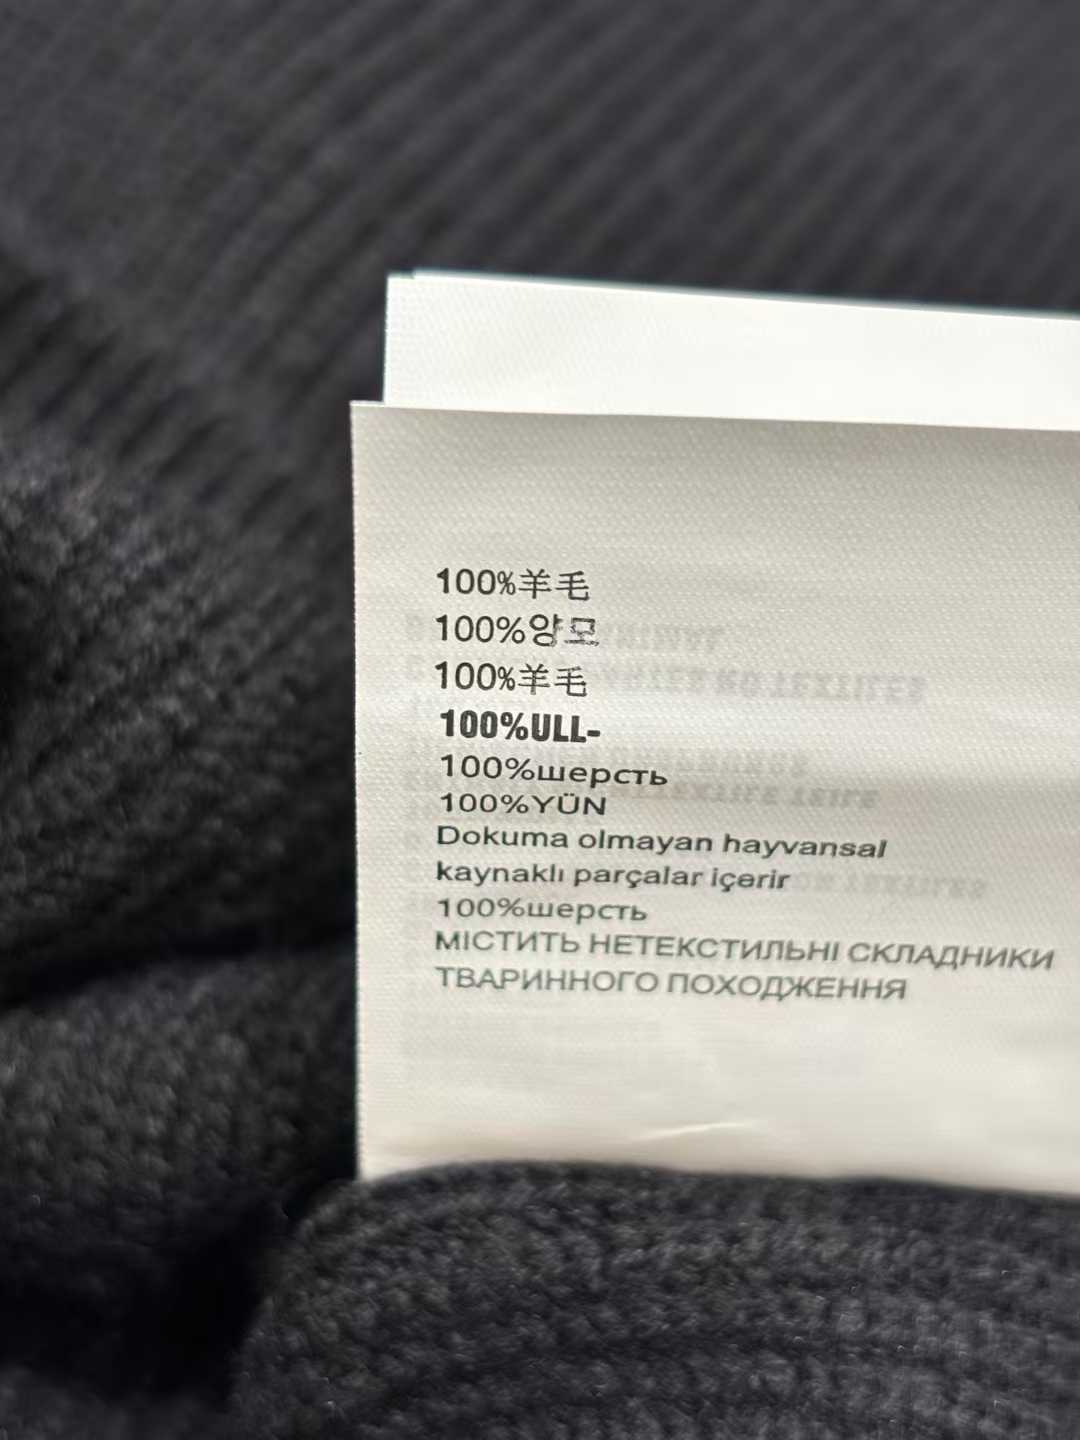 100%羊毛
100%양모
100%羊毛
100%ULL-
100%шерсть
100%YÜN
Dokuma olmayan hayvansal
kaynaklı parçalar içerir
100%шерсть
МІСТИТЬ НЕТЕКСТИЛЬНІ СКЛАДНИКИ
ТВАРИННОГО ПОХОДЖЕННЯ